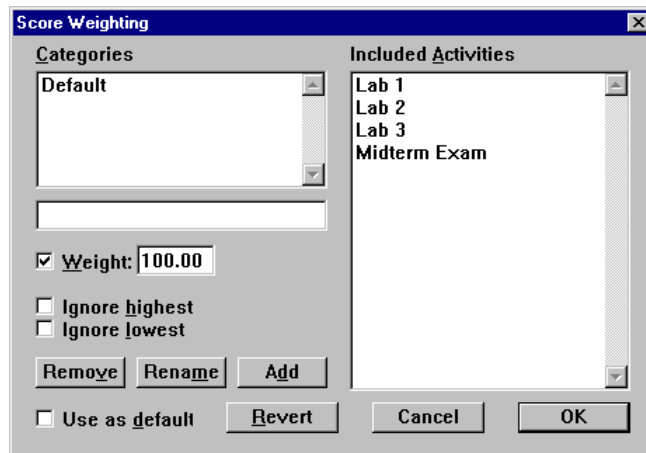 Score Weighting
Categories
Default
Weight: 100.00
Ignore highest
Ignore lowest
Remove Rename Add
Use as default
Included Activities
Lab 1
Lab 2
Lab 3
Midterm Exam
Revert Cancel OK